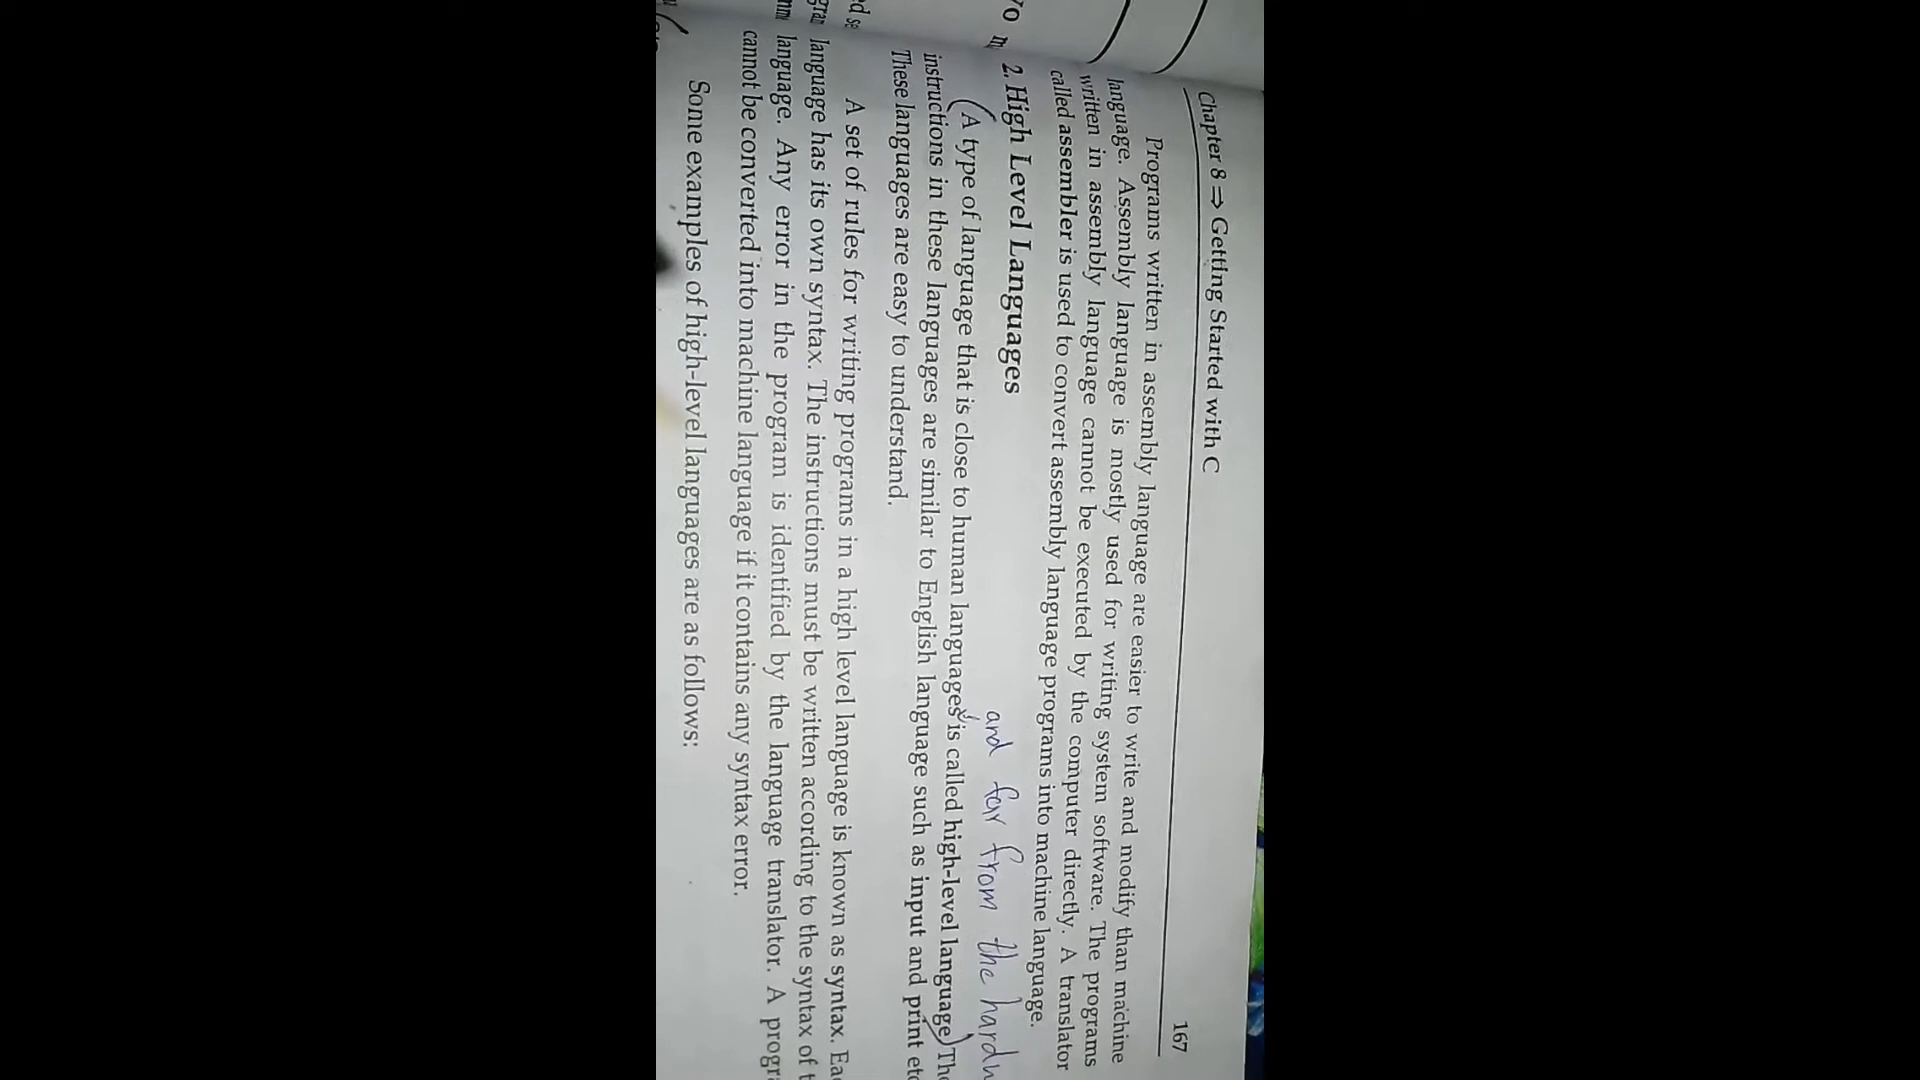 Chapter 8 ⇒ Getting Started with C 167
Programs written in assembly language are easier to write and modify than machine
language. Assembly language is mostly used for writing system software. The programs
written in assembly language cannot be executed by the computer directly. A translator
called assembler is used to convert assembly language programs into machine language.
2. High Level Languages
and far from the
(A type of language that is close to human languages is called high-level language)
instructions in these languages are similar to English language such as input and print
These languages are easy to understand.
A set of rules for writing programs in a high level language is known as syntax.
language has its own syntax. The instructions must be written according to the syntax of
language. Any error in the program is identified by the language translator. A
cannot be converted into machine language if it contains any syntax error.
Some examples of high-level languages are as follows: